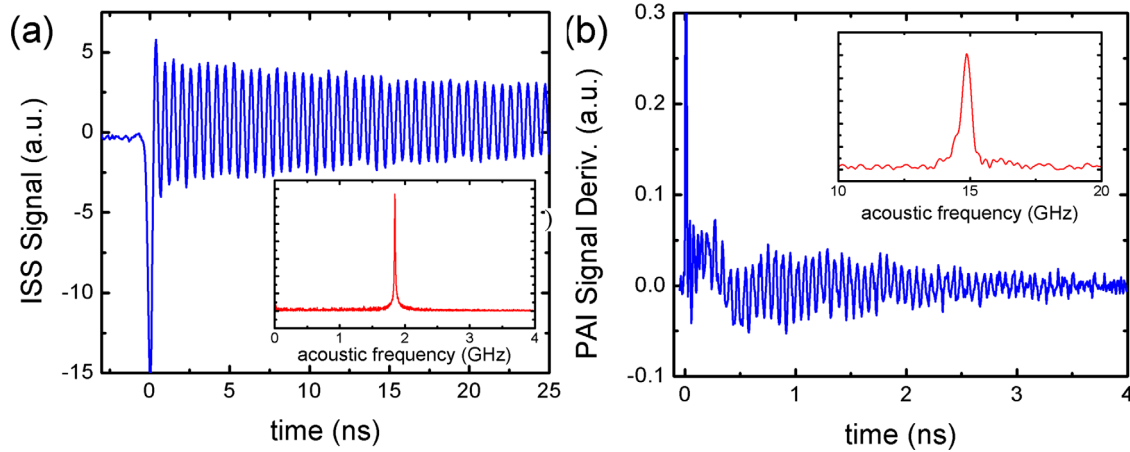 (a)
ISS Signal (a.u.)
5
0
-5
-10
-15
0 5 10 15 20 25
time (ns)
0 1 2 3 4
acoustic frequency (GHz)
)
(b)
PAI Signal Deriv. (a.u.)
0.3
0.2
0.1
0.0
-0.1
0 1 2 3 4
time (ns)
10 15 20
acoustic frequency (GHz)